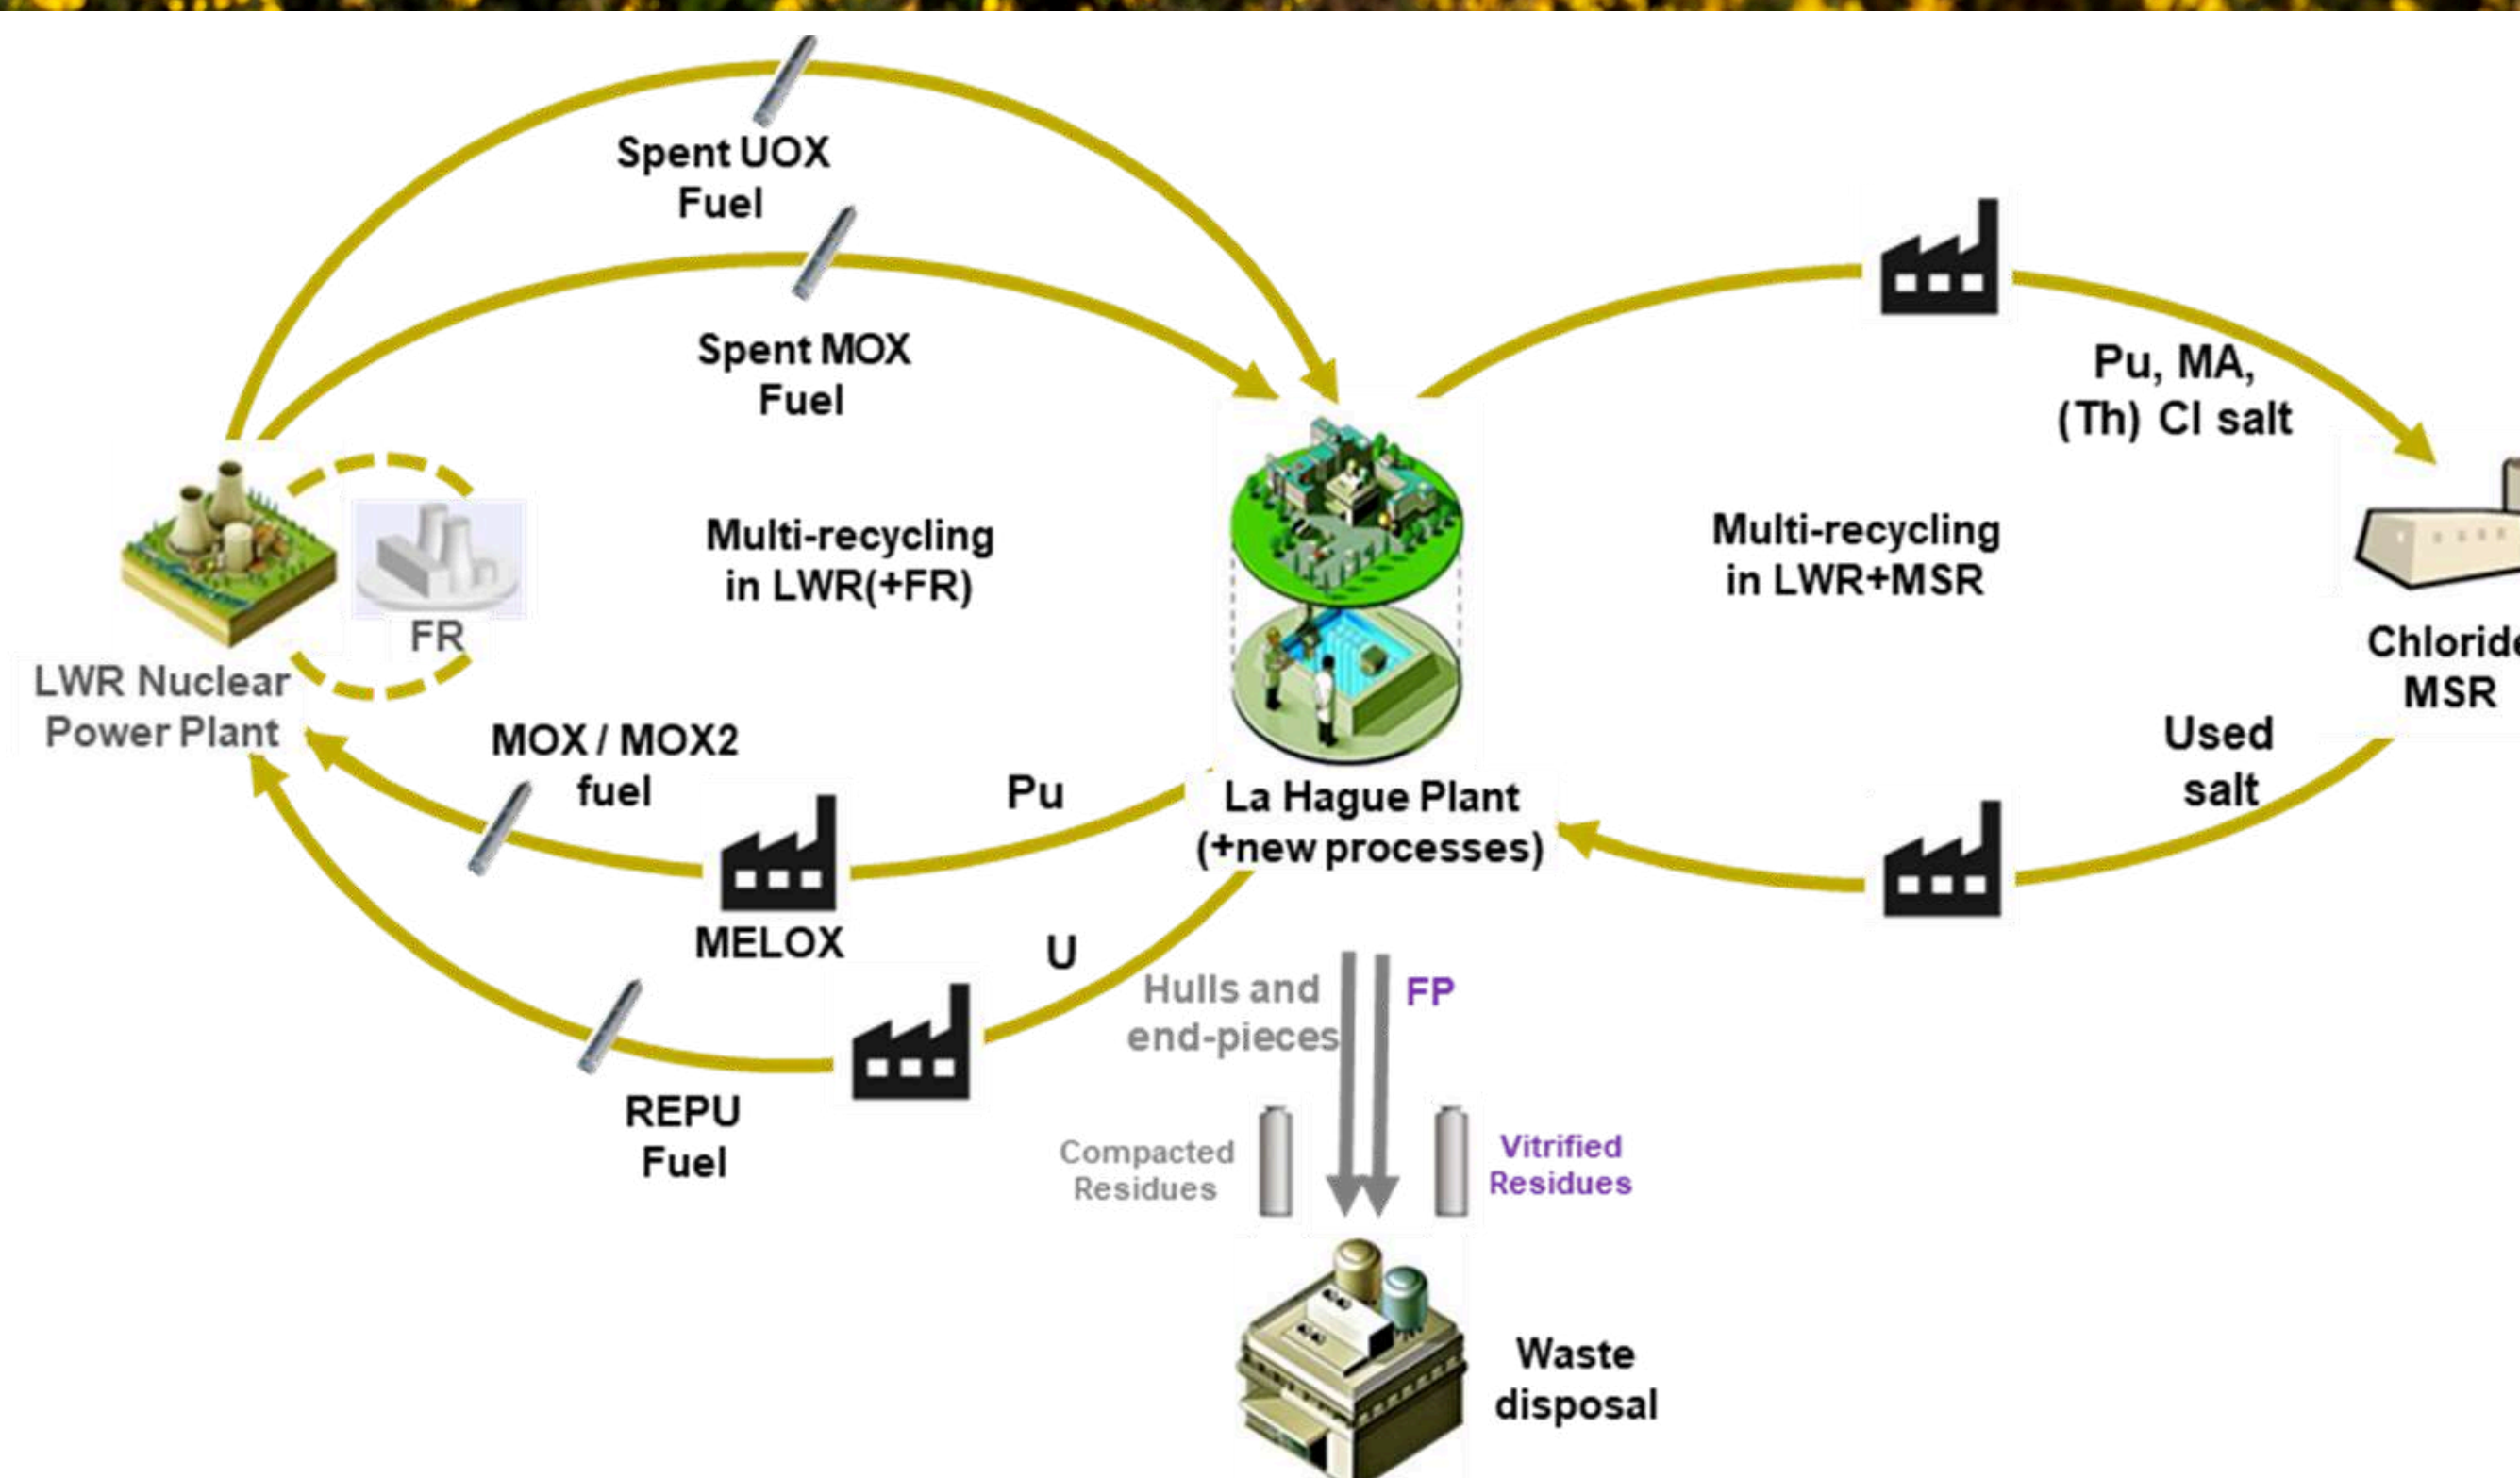 Spent UOX
Fuel
Spent MOX
Fuel
Pu, MA,
(Th) Cl salt
Multi-recycling
in LWR(+FR)
Multi-recycling
in LWR+MSR
FR
LWR Nuclear
Power Plant
Chloride
MSR
MOX / MOX2
fuel
Pu
La Hague Plant
(+new processes)
Used
salt
MELOX
U
Hulls and
end-pieces
FP
REPU
Fuel
Compacted
Residues
Vitrified
Residues
Waste
disposal